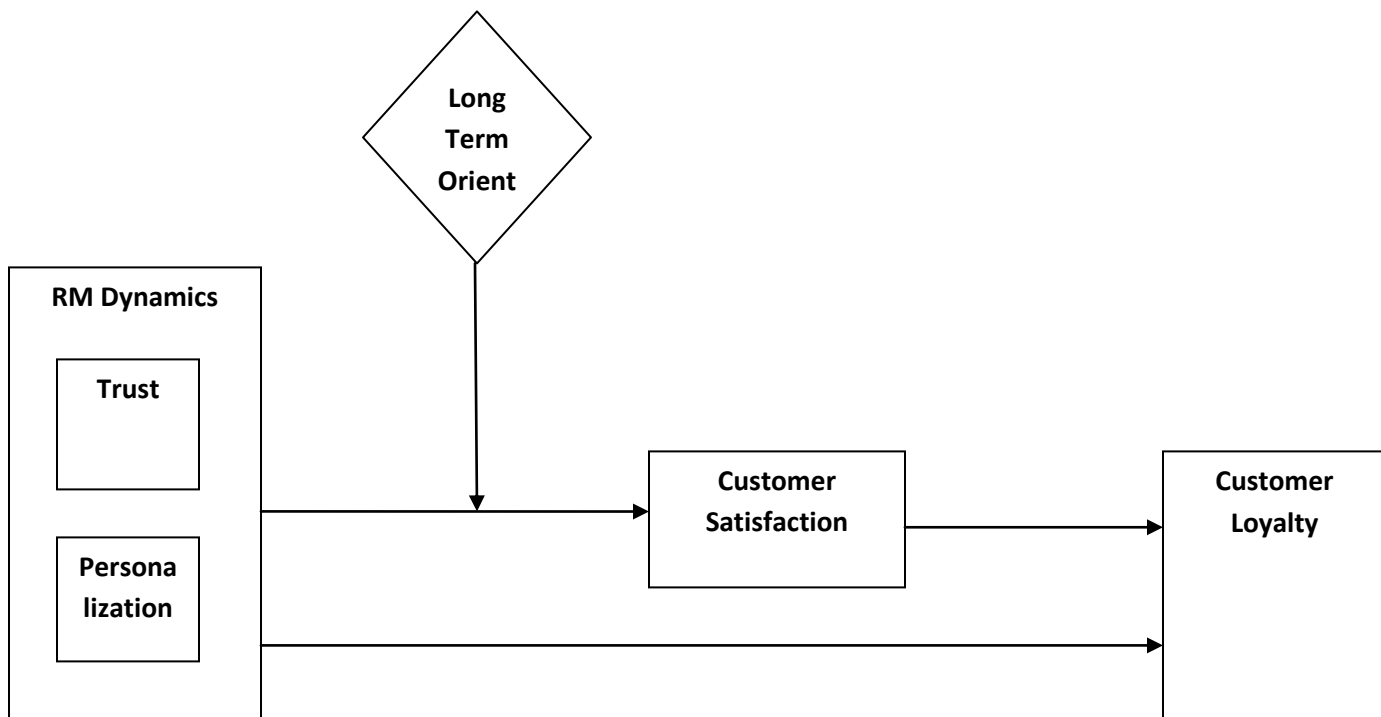 Long
Term
Orient
RM Dynamics
Trust
Persona
lization
Customer
Satisfaction
Customer
Loyalty